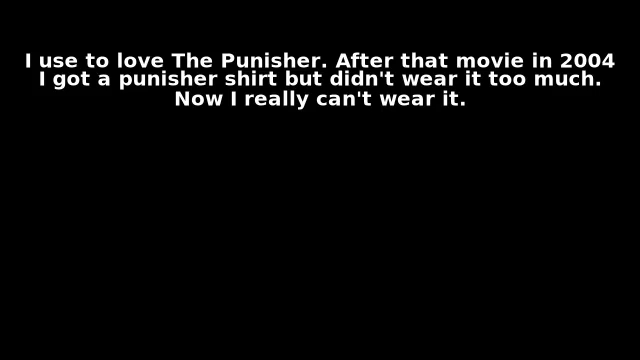 I use to love The Punisher. After that movie in 2004
I got a punisher shirt but didn't wear it too much.
Now I really can't wear it.